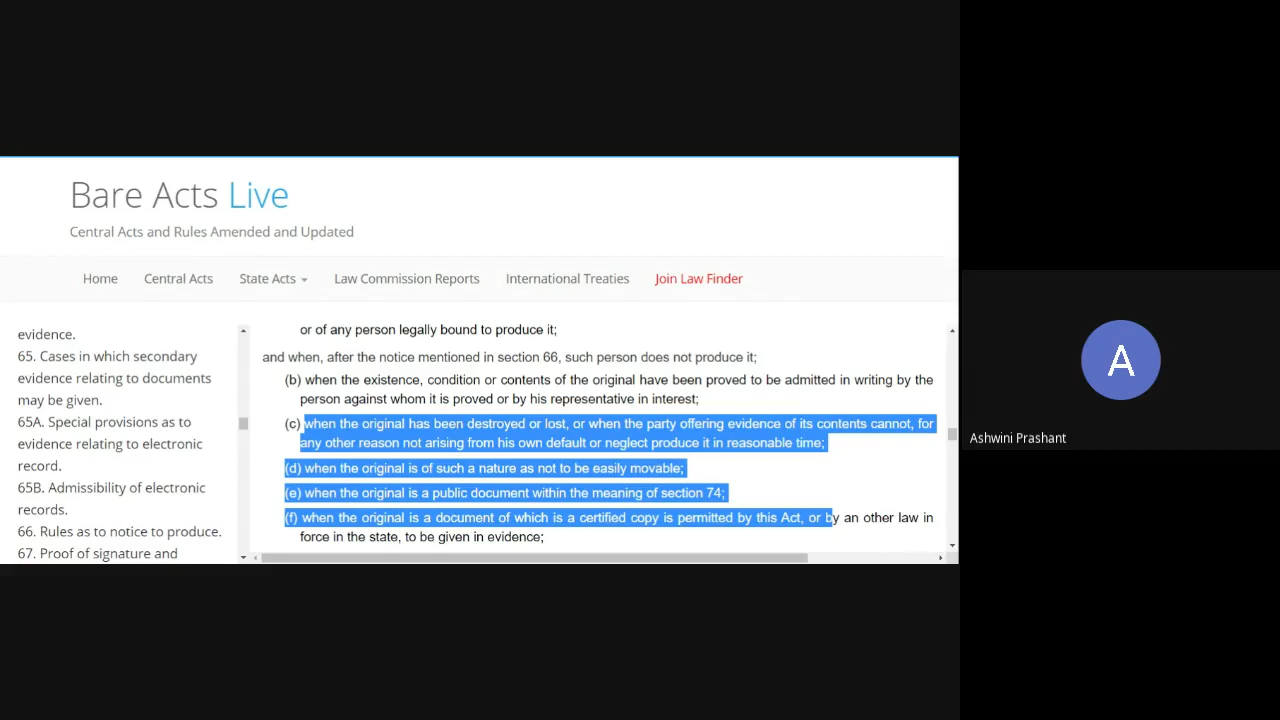 Bare Acts Live
Central Acts and Rules Amended and Updated
Home Central Acts State Acts Law Commission Reports International Treaties Join Law Finder
evidence.
65. Cases in which secondary
evidence relating to documents
may be given.
65A. Special provisions as to
evidence relating to electronic
record.
65B. Admissibility of electronic
records.
66. Rules as to notice to produce.
67. Proof of signature and
or of any person legally bound to produce it;
and when, after the notice mentioned in section 66, such person does not produce it;
(b) when the existence, condition or contents of the original have been proved to be admitted in writing by the
person against whom it is proved or by his representative in interest;
(c) when the original has been destroyed or lost, or when the party offering evidence of its contents cannot, for
any other reason not arising from his own default or neglect produce it in reasonable time;
(d) when the original is of such a nature as not to be easily movable;
(e) when the original is a public document within the meaning of section 74;
(f) when the original is a document of which is a certified copy is permitted by this Act, or by an other law in
force in the state, to be given in evidence;
A
Ashwini Prashant